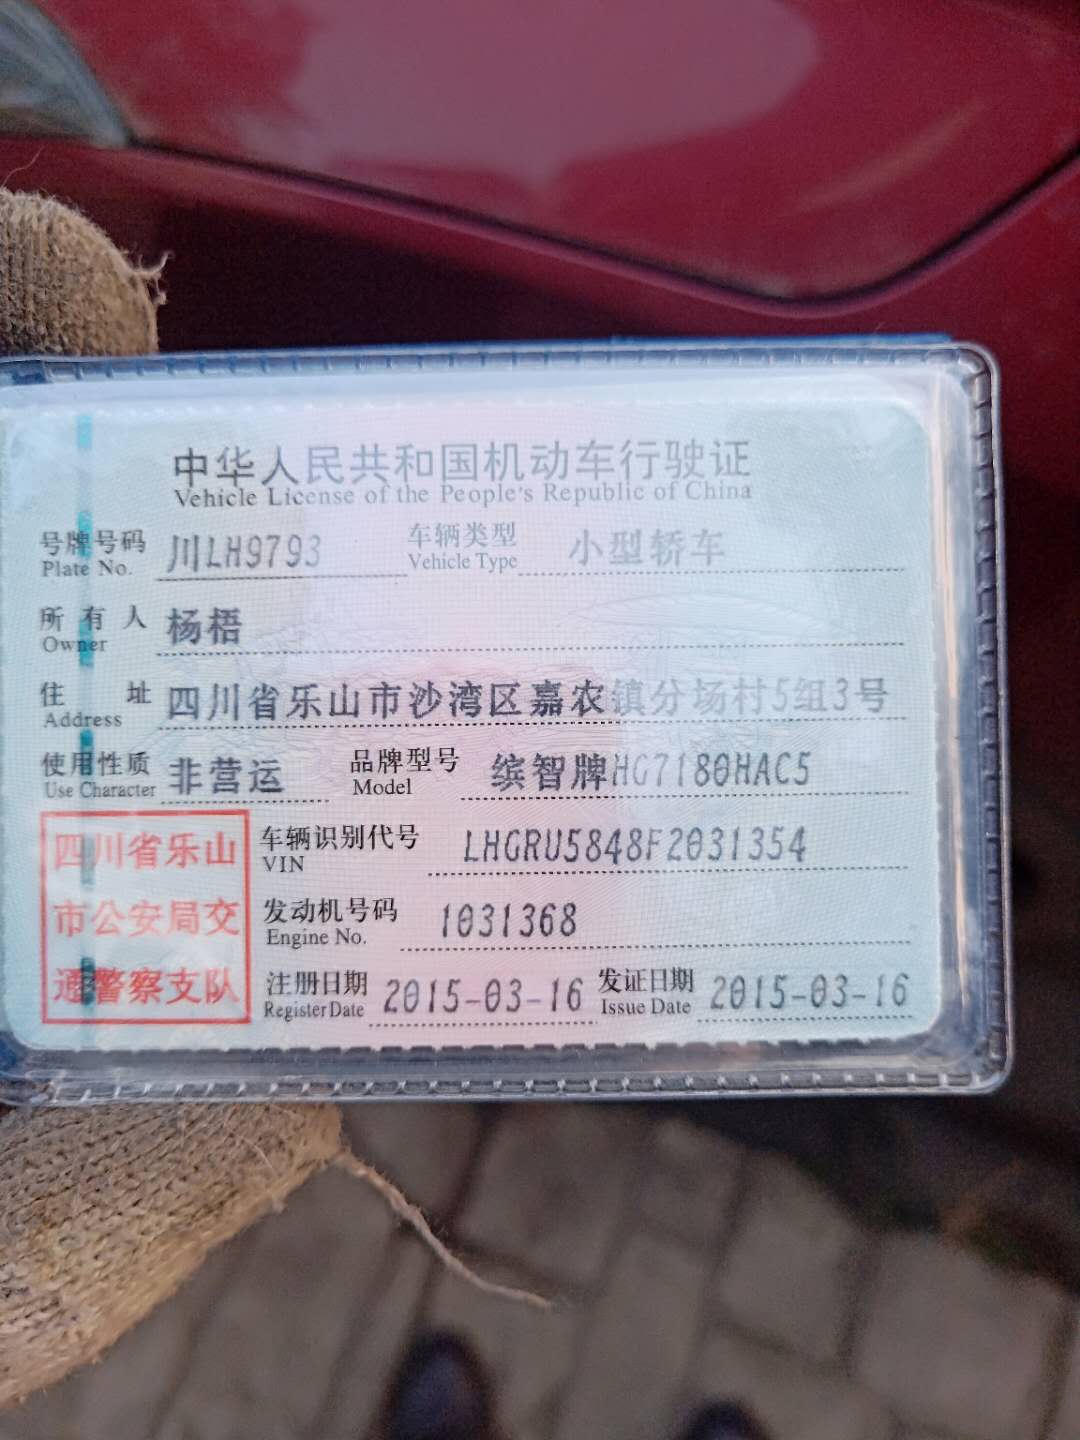 中华人民共和国机动车行驶证
Vehicle License of the People's Republic of China
号牌号码 川LH9793 车辆类型 小型轿车
Plate No. Vehicle Type
所有人 杨梧
Owner
住址 四川省乐山市沙湾区嘉农镇分场村5组3号
Address
使用性质 非营运 品牌型号 缤智牌HG7180HAC5
Use Character Model
四川省乐山
市公安局交
通警察支队
车辆识别代号 LHGRU5848F2031354
VIN
发动机号码 1031368
Engine No.
注册日期 2015-03-16 发证日期 2015-03-16
Register Date Issue Date